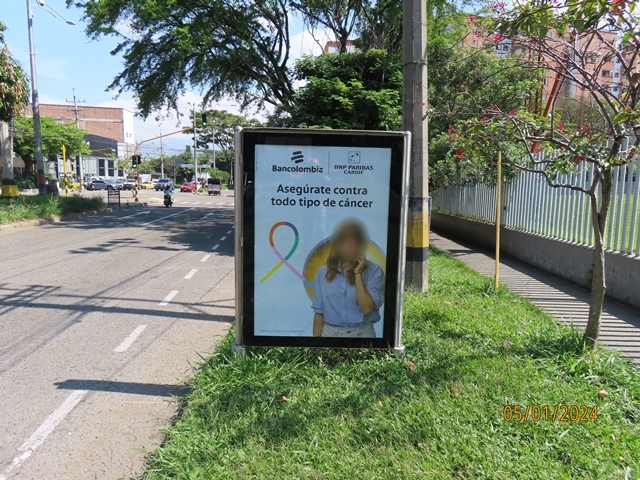 Bancolombia
BNP PARIBAS
CARDIF
Asegúrate contra
todo tipo de cáncer
05/01/2024